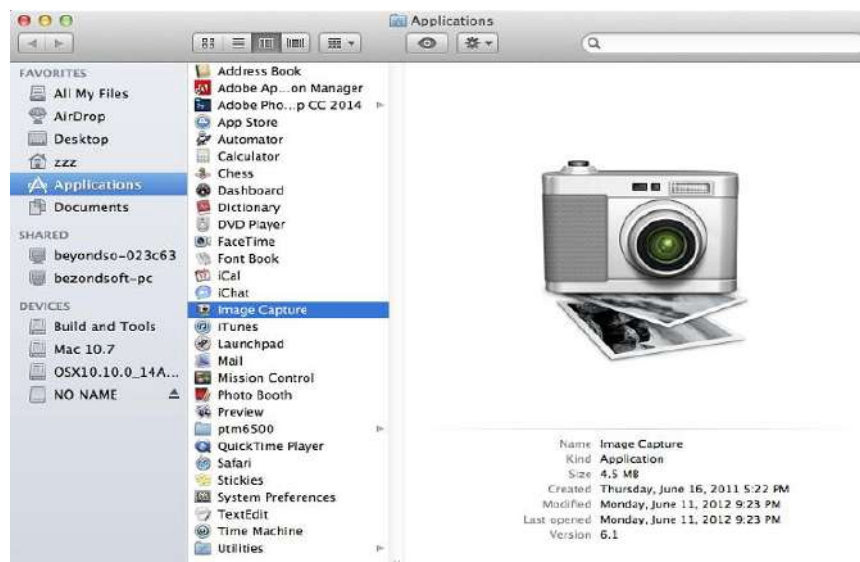 Applications
FAVORITES
All My Files
AirDrop
Desktop
zzz
Applications
Documents
SHARED
beyondso-023c63
bezondsoft-pc
DEVICES
Build and Tools
Mac 10.7
OSX10.10.0_14A...
NO NAME
Address Book
Adobe Ap...on Manager
Adobe Pho...p CC 2014
App Store
Automator
Calculator
Chess
Dashboard
Dictionary
DVD Player
FaceTime
Font Book
iCal
iChat
Image Capture
iTunes
Launchpad
Mail
Mission Control
Photo Booth
Preview
ptm6500
QuickTime Player
Safari
Stickies
System Preferences
TextEdit
Time Machine
Utilities
Name Image Capture
Kind Application
Size 4.5 MB
Created Thursday, June 16, 2011 5:22 PM
Modified Monday, June 11, 2012 9:23 PM
Last opened Monday, June 11, 2012 9:23 PM
Version 6.1